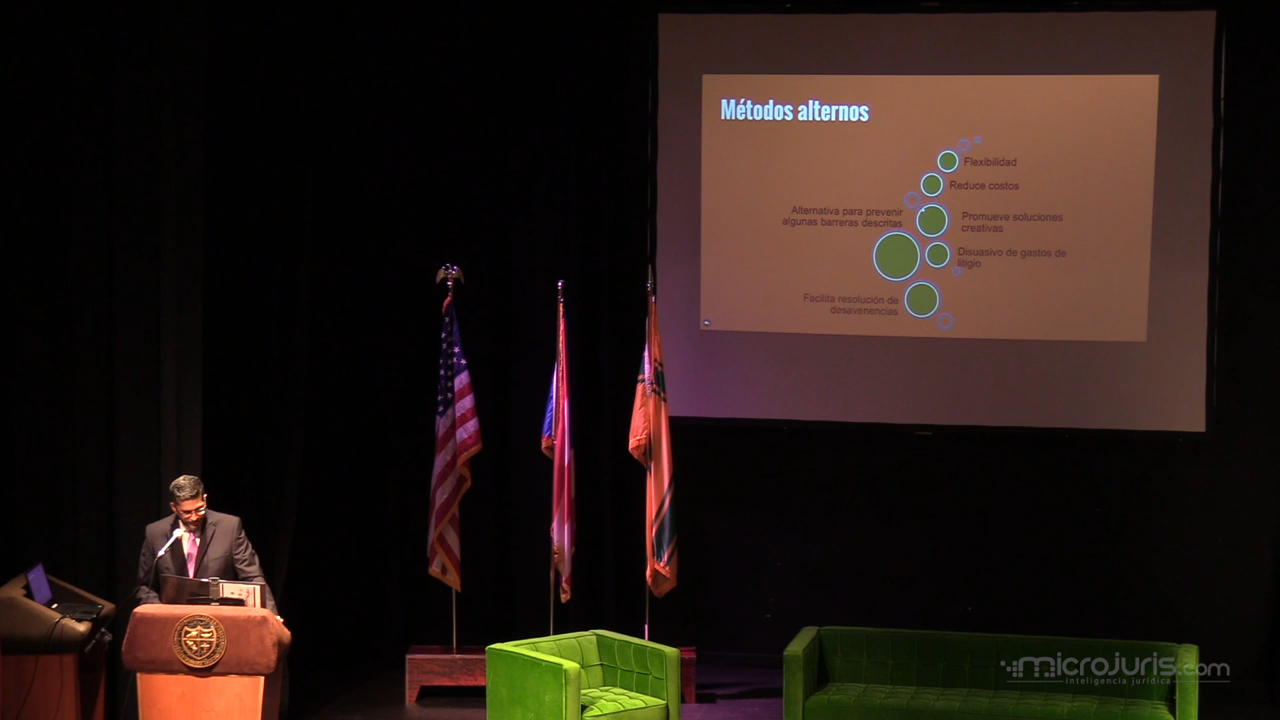 Métodos alternos
Flexibilidad
Reduce costos
Alternativa para prevenir
algunas barreras descritas
Promueve soluciones
creativas
Disuasivo de gastos de
litigio
Facilita resolución de
desavenencias
microjuris.com
inteligencia jurídica